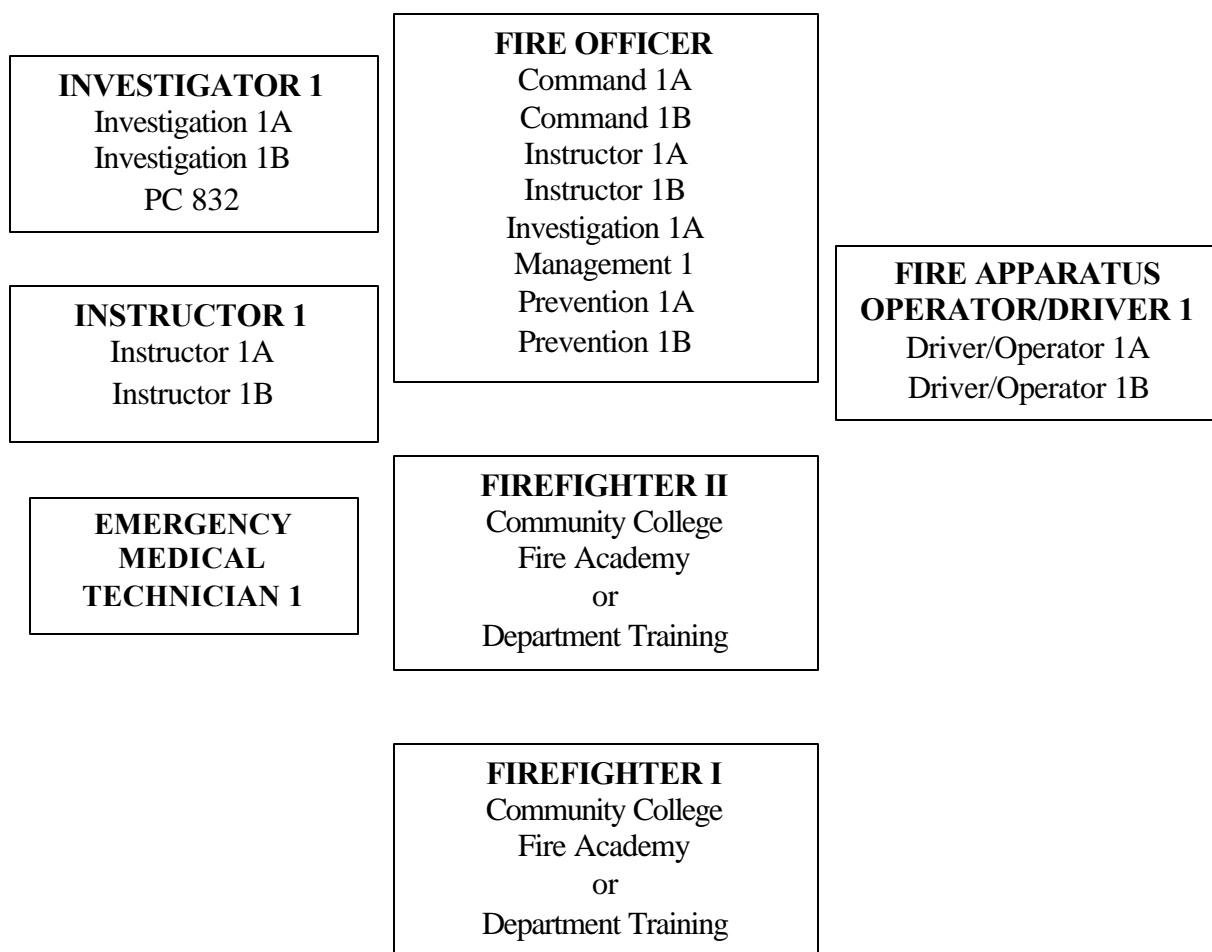 INVESTIGATOR 1
Investigation 1A
Investigation 1B
PC 832
INSTRUCTOR 1
Instructor 1A
Instructor 1B
EMERGENCY
MEDICAL
TECHNICIAN 1
FIRE OFFICER
Command 1A
Command 1B
Instructor 1A
Instructor 1B
Investigation 1A
Management 1
Prevention 1A
Prevention 1B
FIREFIGHTER II
Community College
Fire Academy
or
Department Training
FIREFIGHTER I
Community College
Fire Academy
or
Department Training
FIRE APPARATUS
OPERATOR/DRIVER 1
Driver/Operator 1A
Driver/Operator 1B